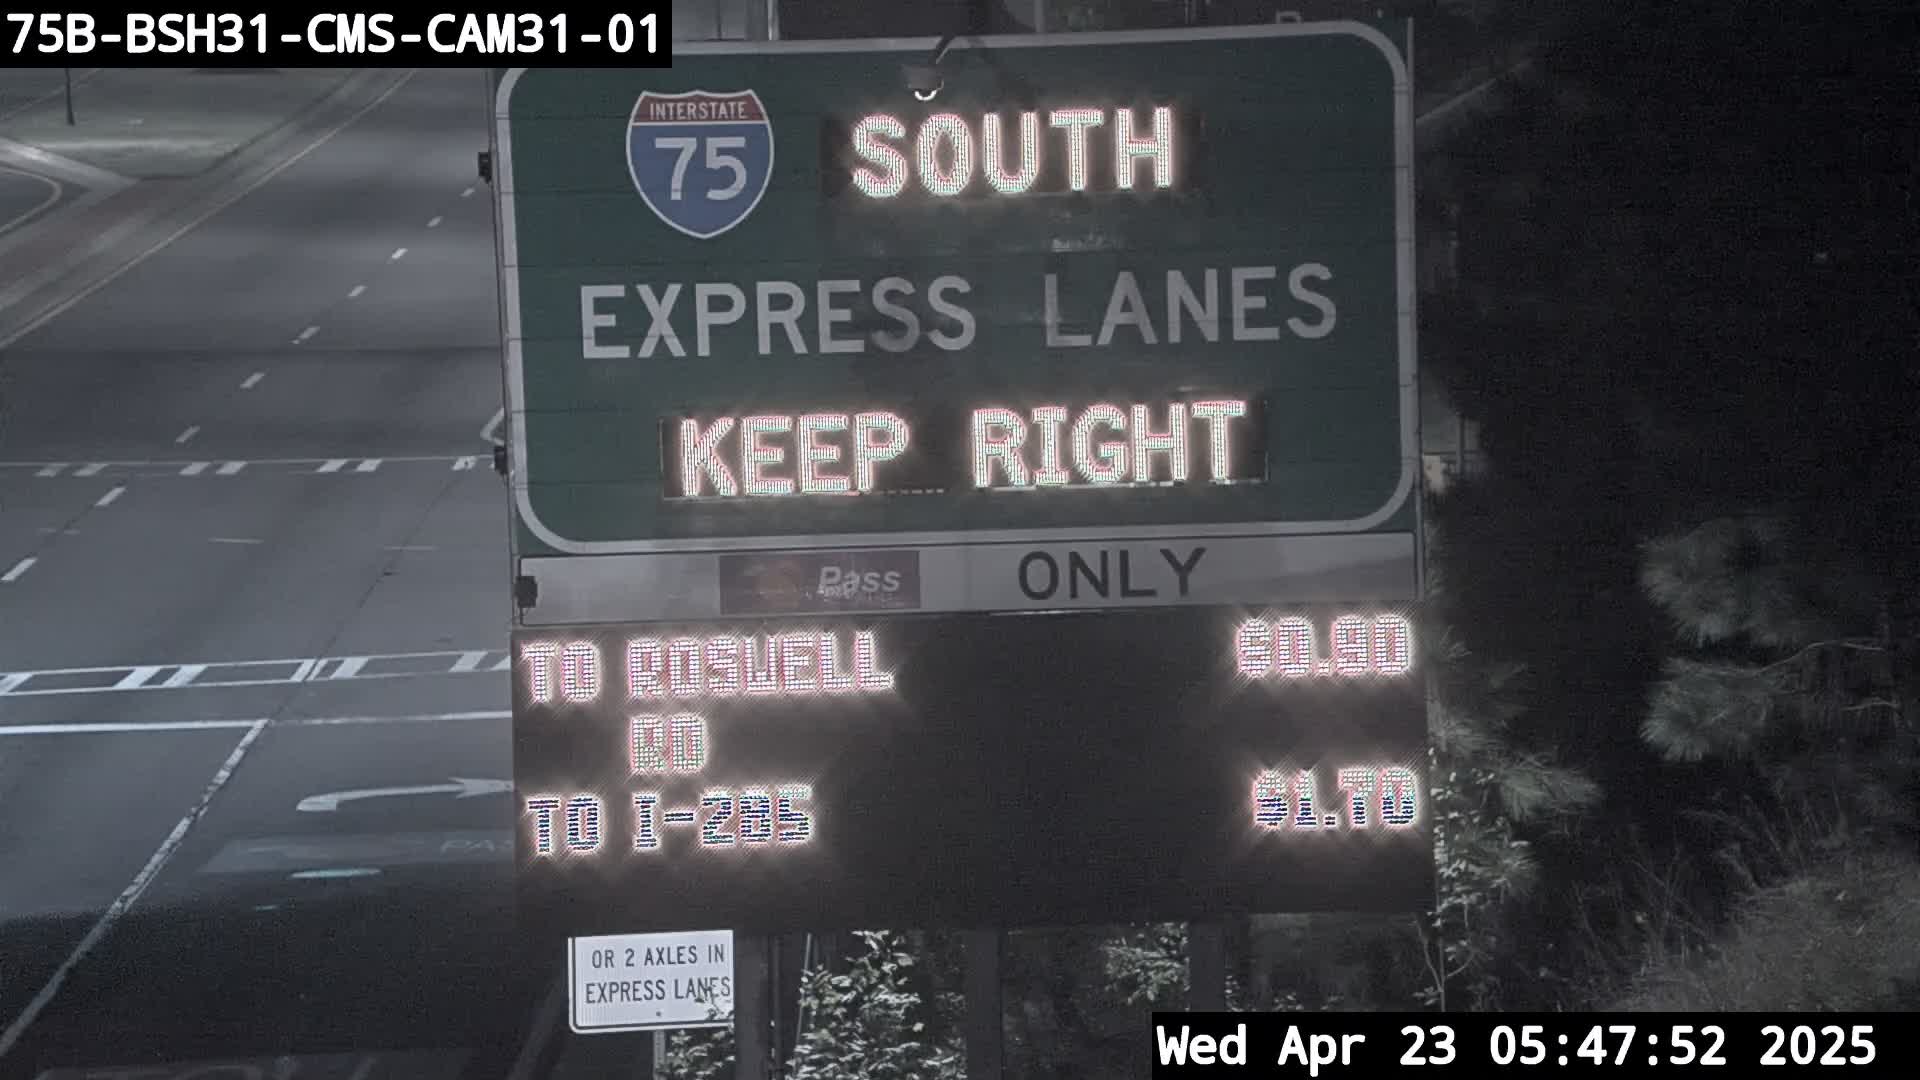 75B-BSH31-CMS-CAM31-01
INTERSTATE
75
SOUTH
EXPRESS LANES
KEEP RIGHT
Pass ONLY
TO ROSWELL $0.90
RD
TO I-285 $1.70
OR 2 AXLES IN
EXPRESS LANES
Wed Apr 23 05:47:52 2025